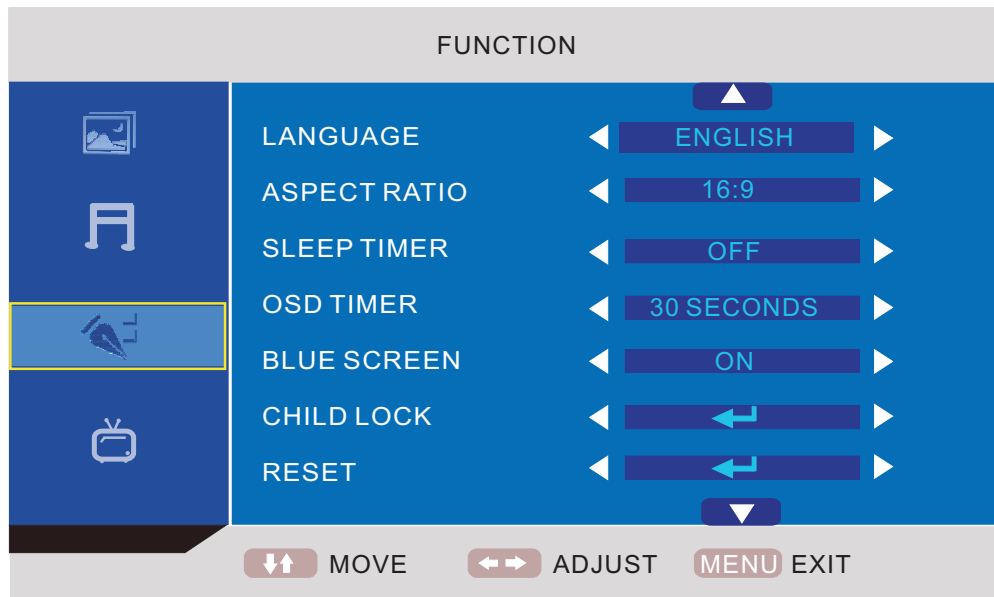 FUNCTION
LANGUAGE ENGLISH
ASPECT RATIO 16:9
SLEEP TIMER OFF
OSD TIMER 30 SECONDS
BLUE SCREEN ON
CHILD LOCK
RESET
MOVE ADJUST MENU EXIT